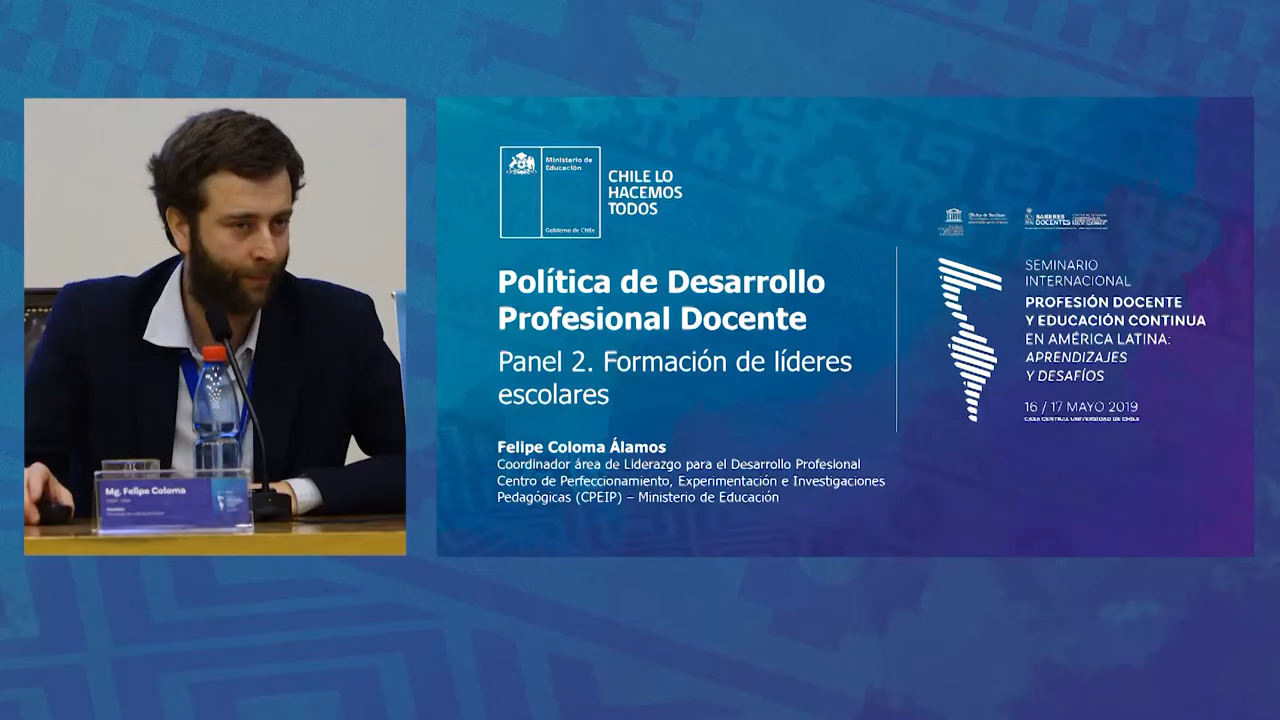 Mg. Felipe Coloma
Ministerio de
Educación
Gobierno de Chile
CHILE LO
HACEMOS
TODOS
Política de Desarrollo
Profesional Docente
Panel 2. Formación de líderes
escolares
Felipe Coloma Álamos
Coordinador área de Liderazgo para el Desarrollo Profesional
Centro de Perfeccionamiento, Experimentación e Investigaciones
Pedagógicas (CPEIP) – Ministerio de Educación
SABERES
DOCENTES
SEMINARIO
INTERNACIONAL
PROFESIÓN DOCENTE
Y EDUCACIÓN CONTINUA
EN AMÉRICA LATINA:
APRENDIZAJES
Y DESAFÍOS
16 / 17 MAYO 2019
CASA CENTRAL UNIVERSIDAD DE CHILE